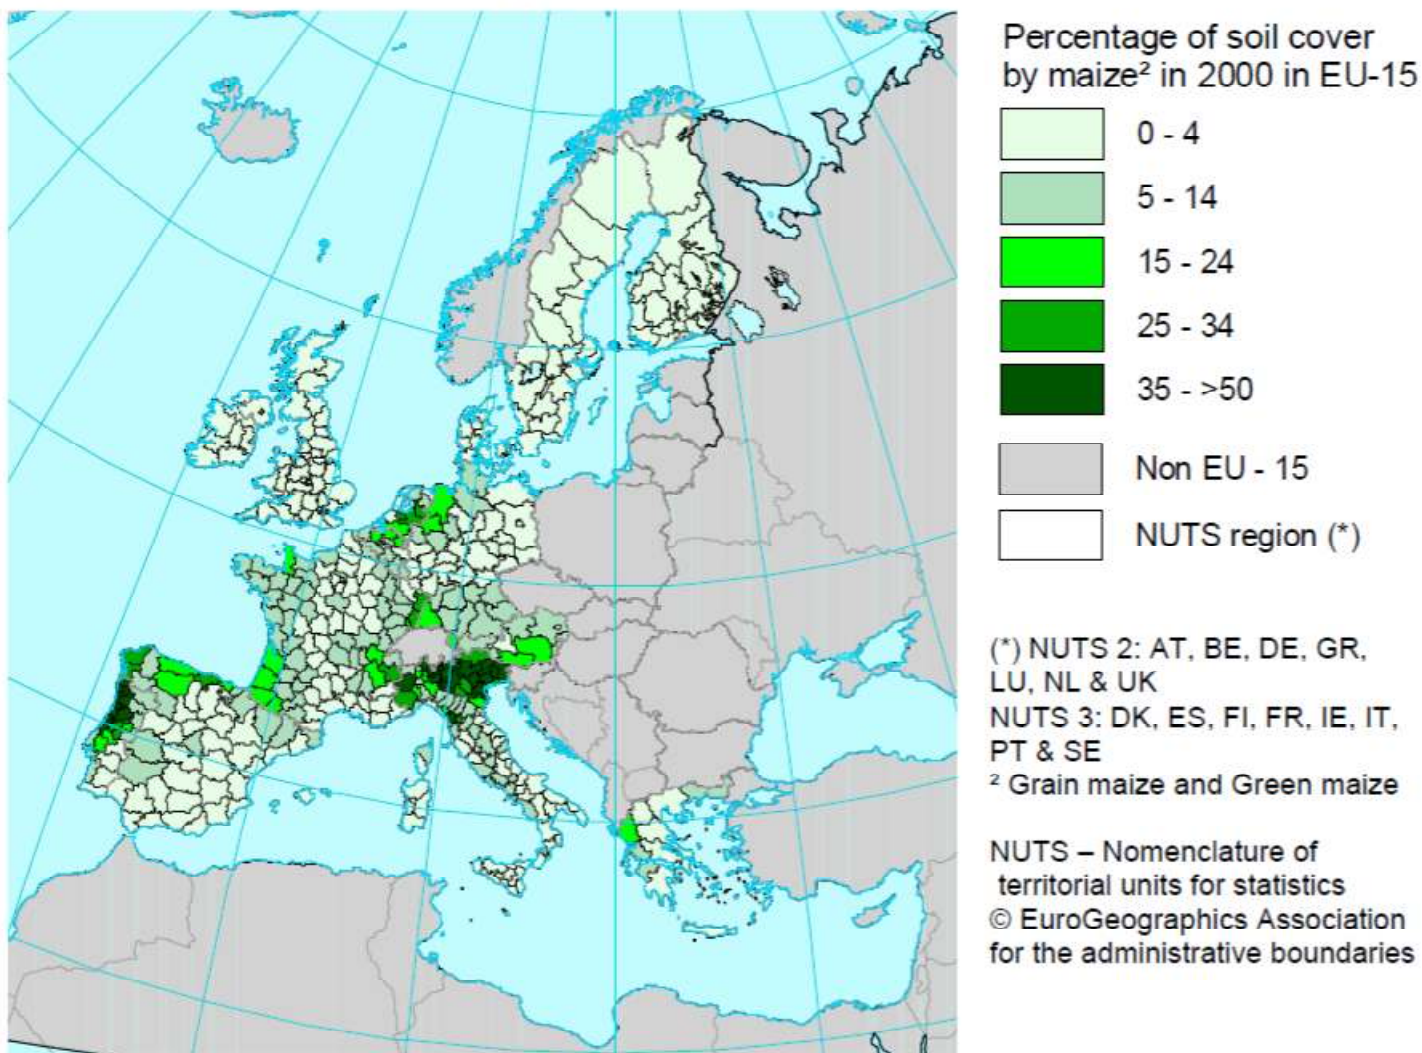 Percentage of soil cover
by maize² in 2000 in EU-15
0 - 4
5 - 14
15 - 24
25 - 34
35 - >50
Non EU - 15
NUTS region (*)
(*) NUTS 2: AT, BE, DE, GR,
LU, NL & UK
NUTS 3: DK, ES, FI, FR, IE, IT,
PT & SE
² Grain maize and Green maize
NUTS – Nomenclature of
territorial units for statistics
© EuroGeographics Association
for the administrative boundaries